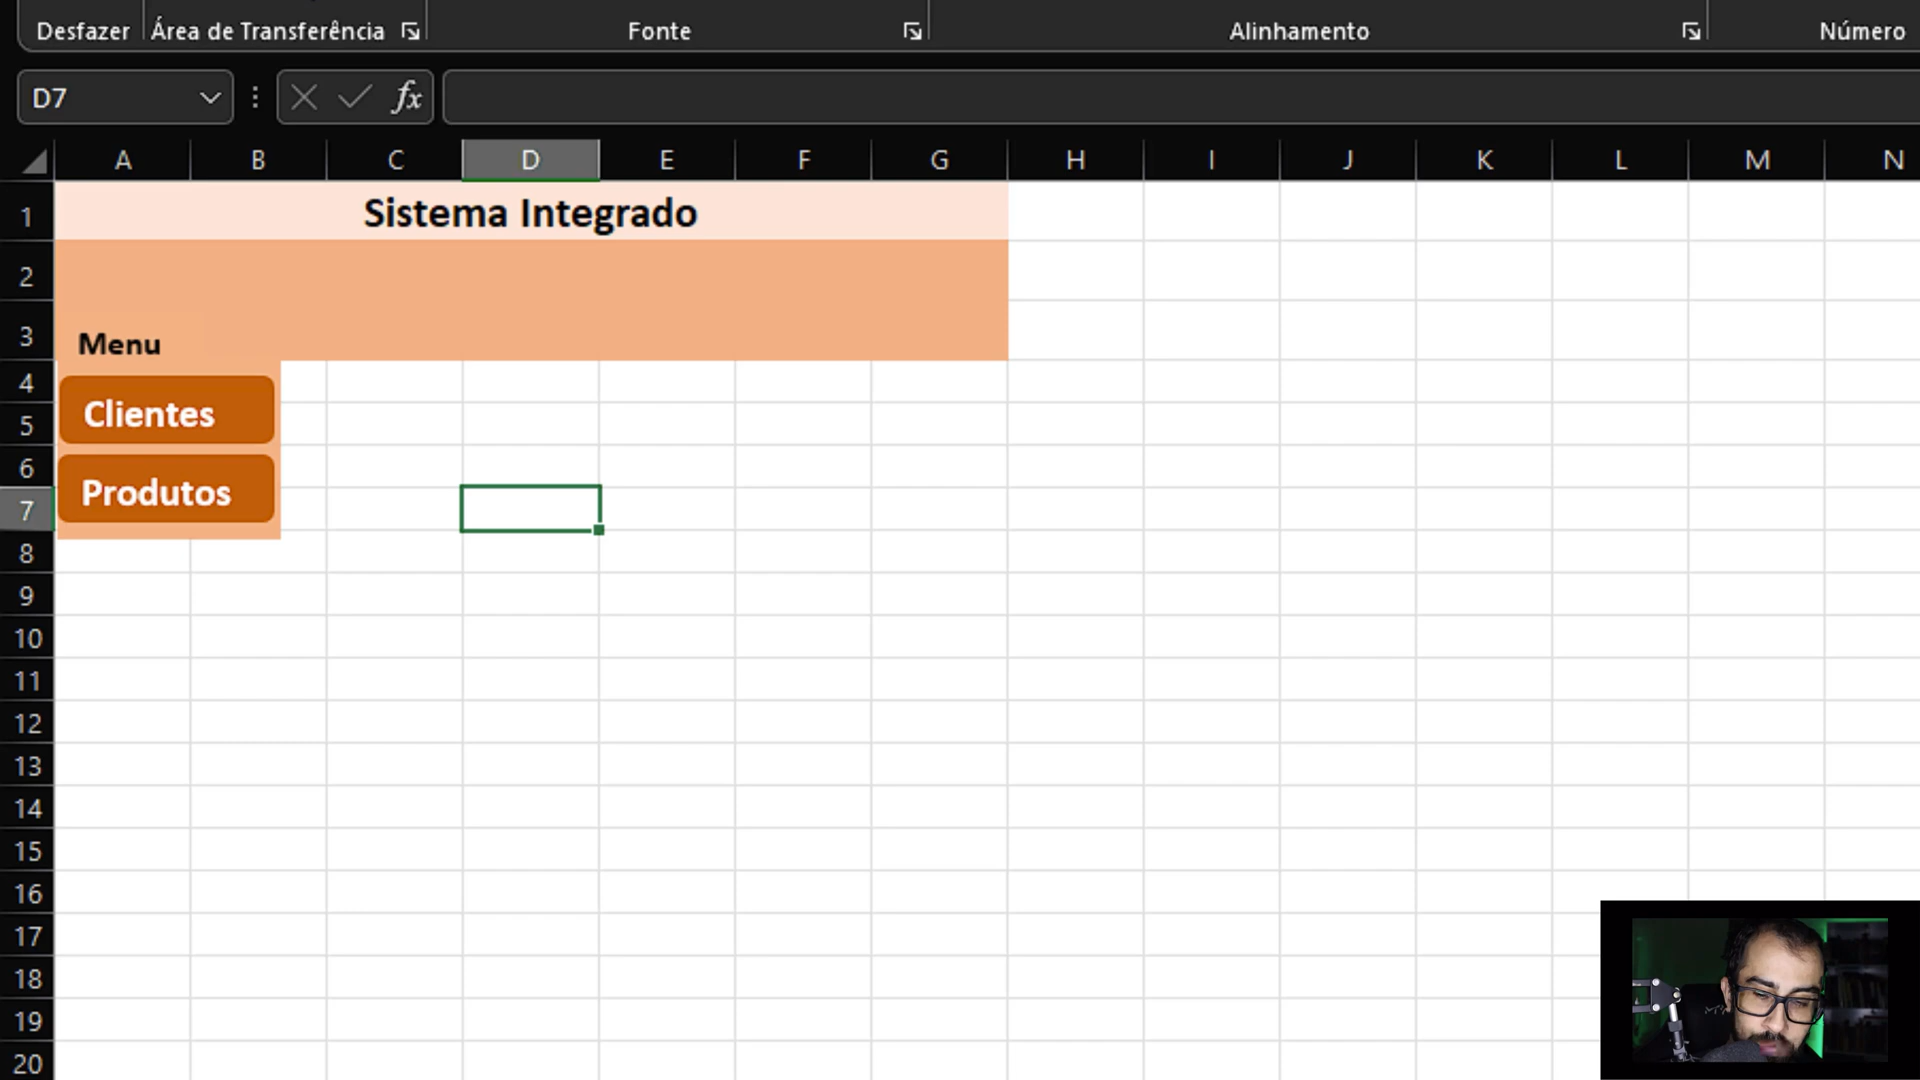 Desfazer Área de Transferência Fonte Alinhamento Número
D7 fx
A B C D E F G H I J K L M N
1 Sistema Integrado
2
3 Menu
4
Clientes
5
6
Produtos
7
8
9
10
11
12
13
14
15
16
17
18
19
20